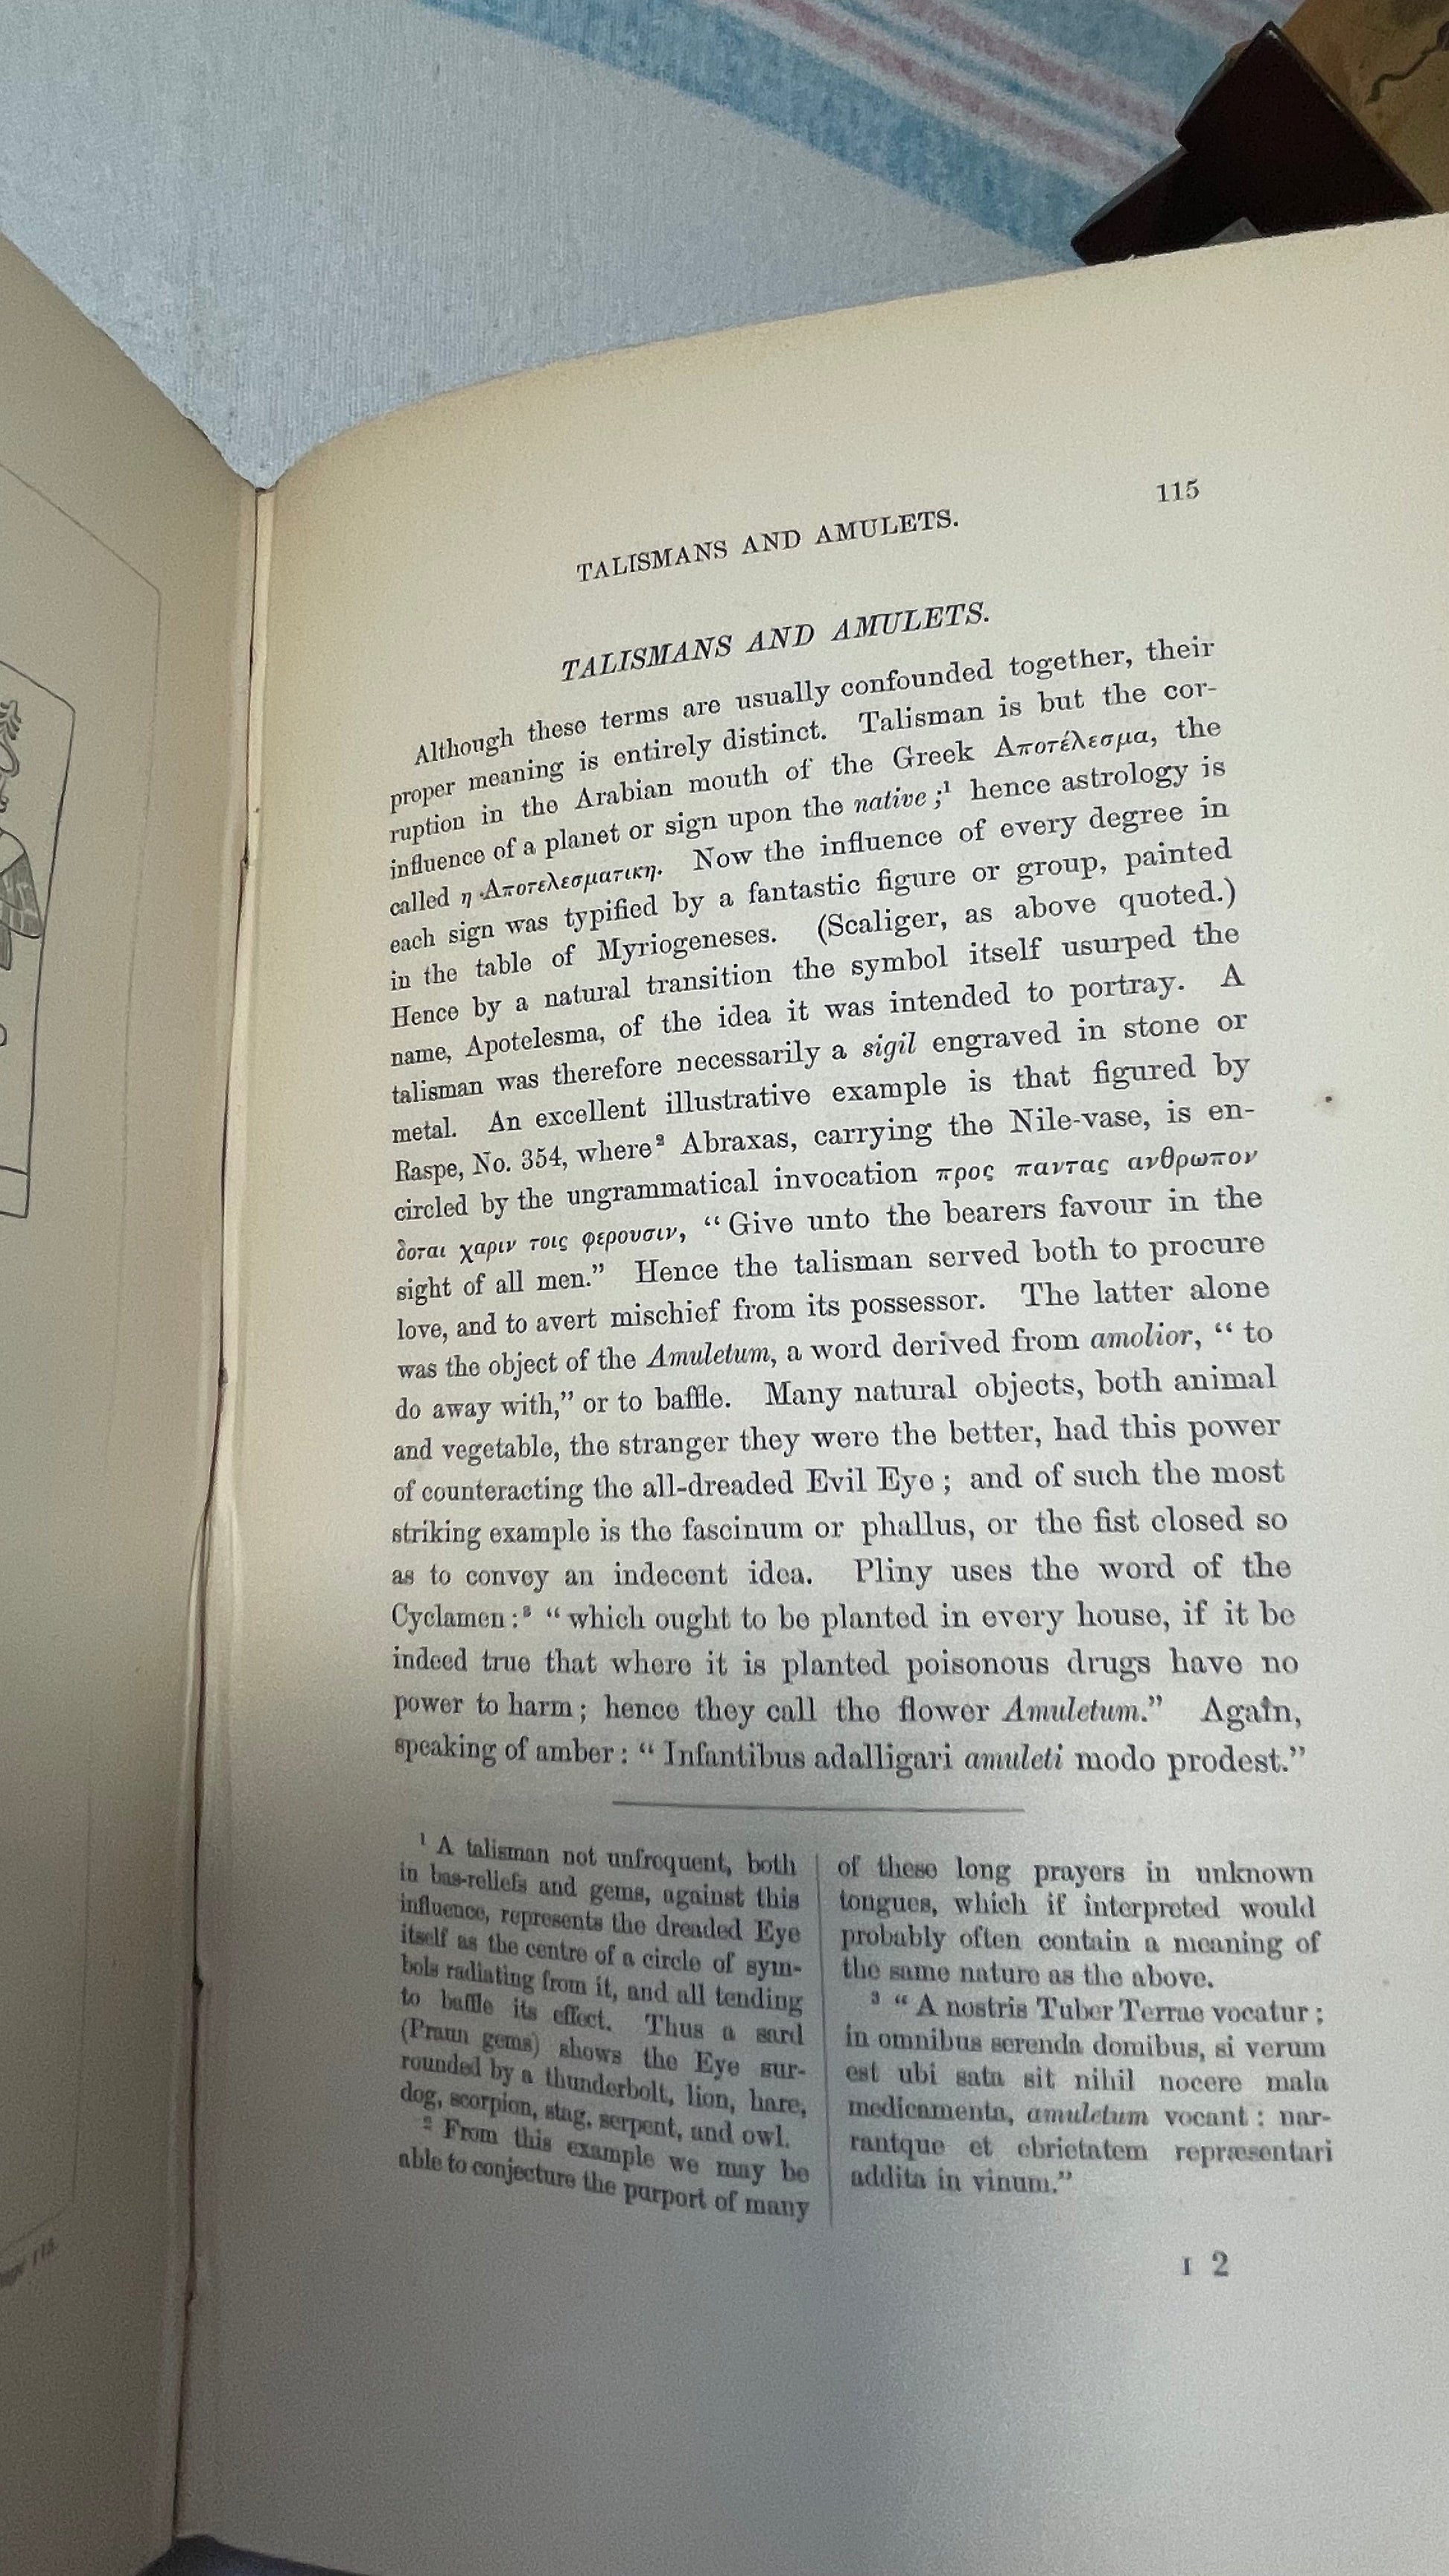 115
TALISMANS AND AMULETS.
TALISMANS AND AMULETS.
Although these terms are usually confounded together, their
proper meaning is entirely distinct. Talisman is but the cor-
ruption in the Arabian mouth of the Greek Αποτέλεσμα, the
influence of a planet or sign upon the native;¹ hence astrology is
called η Αποτελεσματικη. Now the influence of every degree in
each sign was typified by a fantastic figure or group, painted
in the table of Myriogeneses. (Scaliger, as above quoted.)
Hence by a natural transition the symbol itself usurped the
name, Apotelesma, of the idea it was intended to portray. A
talisman was therefore necessarily a sigil engraved in stone or
metal. An excellent illustrative example is that figured by
Raspe, No. 354, where² Abraxas, carrying the Nile-vase, is en-
circled by the ungrammatical invocation προς παντας ανθρωπον
δοται χαριν τοις φερουσιν, “Give unto the bearers favour in the
sight of all men.” Hence the talisman served both to procure
love, and to avert mischief from its possessor. The latter alone
was the object of the Amuletum, a word derived from amolior, “to
do away with,” or to baffle. Many natural objects, both animal
and vegetable, the stranger they were the better, had this power
of counteracting the all-dreaded Evil Eye; and of such the most
striking example is the fascinum or phallus, or the fist closed so
as to convey an indecent idea. Pliny uses the word of the
Cyclamen:³ “which ought to be planted in every house, if it be
indeed true that where it is planted poisonous drugs have no
power to harm; hence they call the flower Amuletum.” Again,
speaking of amber: “Infantibus adalligari amuleti modo prodest.”
¹ A talisman not unfrequent, both
in bas-reliefs and gems, against this
influence, represents the dreaded Eye
itself as the centre of a circle of sym-
bols radiating from it, and all tending
to baffle its effect. Thus a sard
(Praun gems) shows the Eye sur-
rounded by a thunderbolt, lion, hare,
dog, scorpion, stag, serpent, and owl.
² From this example we may be
able to conjecture the purport of many
of these long prayers in unknown
tongues, which if interpreted would
probably often contain a meaning of
the same nature as the above.
³ “A nostris Tuber Terrae vocatur;
in omnibus serenda domibus, si verum
est ubi sata sit nihil nocere mala
medicamenta, amuletum vocant: nar-
rantque et ebrietatem repræsentari
addita in vinum.”
I 2